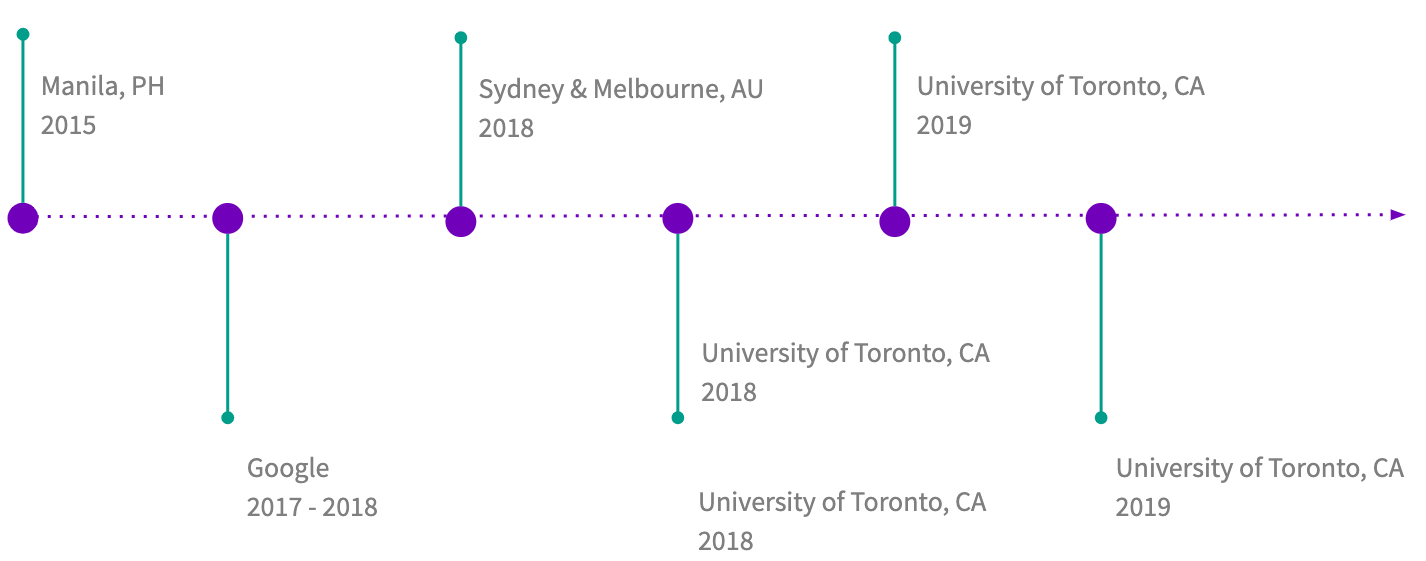 Manila, PH
2015
Sydney & Melbourne, AU
2018
University of Toronto, CA
2019
University of Toronto, CA
2018
Google
2017 - 2018
University of Toronto, CA
2018
University of Toronto, CA
2019